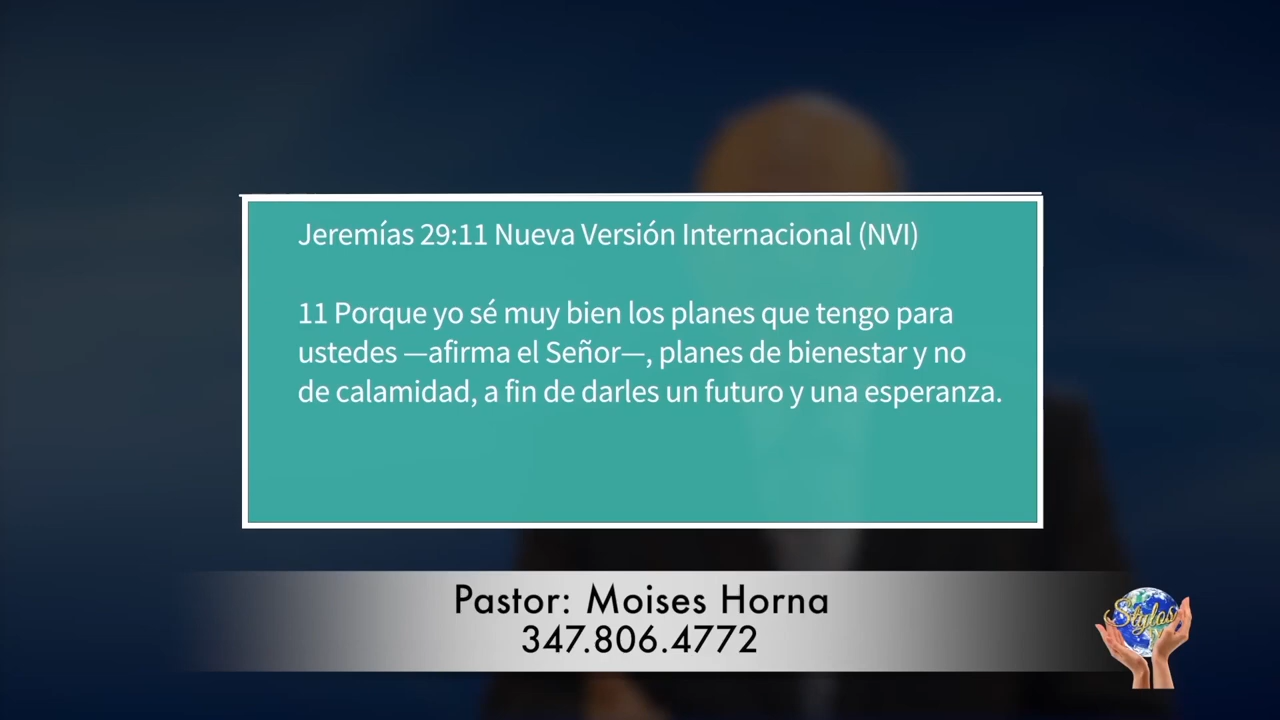 Jeremías 29:11 Nueva Versión Internacional (NVI)
11 Porque yo sé muy bien los planes que tengo para
ustedes —afirma el Señor—, planes de bienestar y no
de calamidad, a fin de darles un futuro y una esperanza.
Pastor: Moises Horna
347.806.4772
Stylos